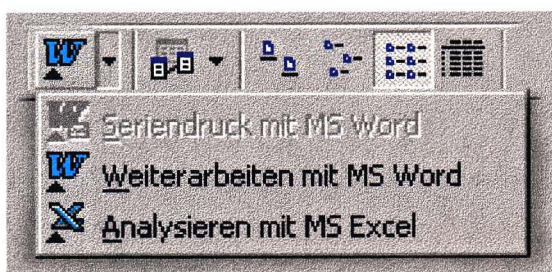 Seriendruck mit MS Word
Weiterarbeiten mit MS Word
Analysieren mit MS Excel